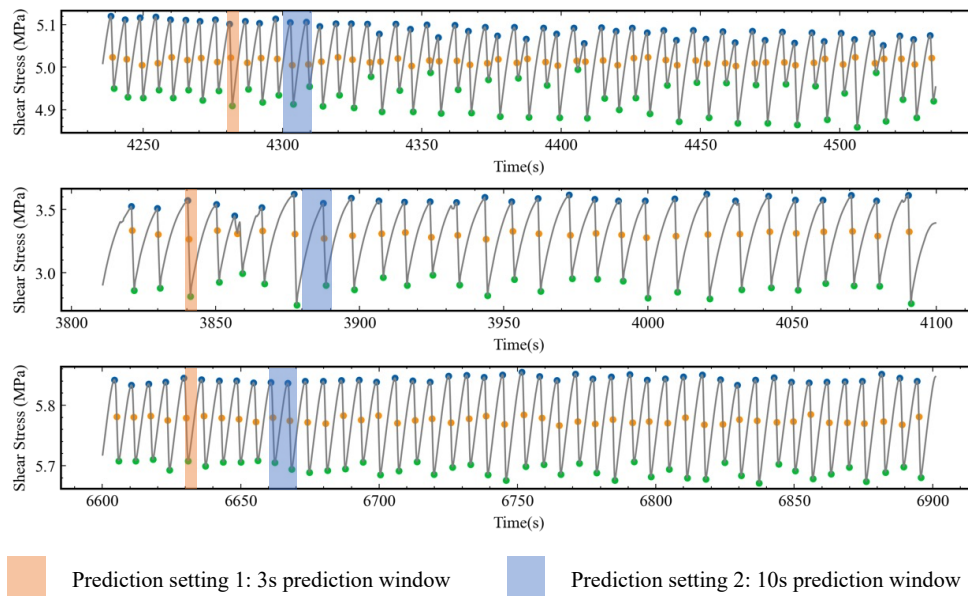 Shear Stress (MPa)
5.1
5.0
4.9
4250 4300 4350 4400 4450 4500
Time(s)
Shear Stress (MPa)
3.5
3.0
3800 3850 3900 3950 4000 4050 4100
Time(s)
Shear Stress (MPa)
5.8
5.7
6600 6650 6700 6750 6800 6850 6900
Time(s)
Prediction setting 1: 3s prediction window
Prediction setting 2: 10s prediction window